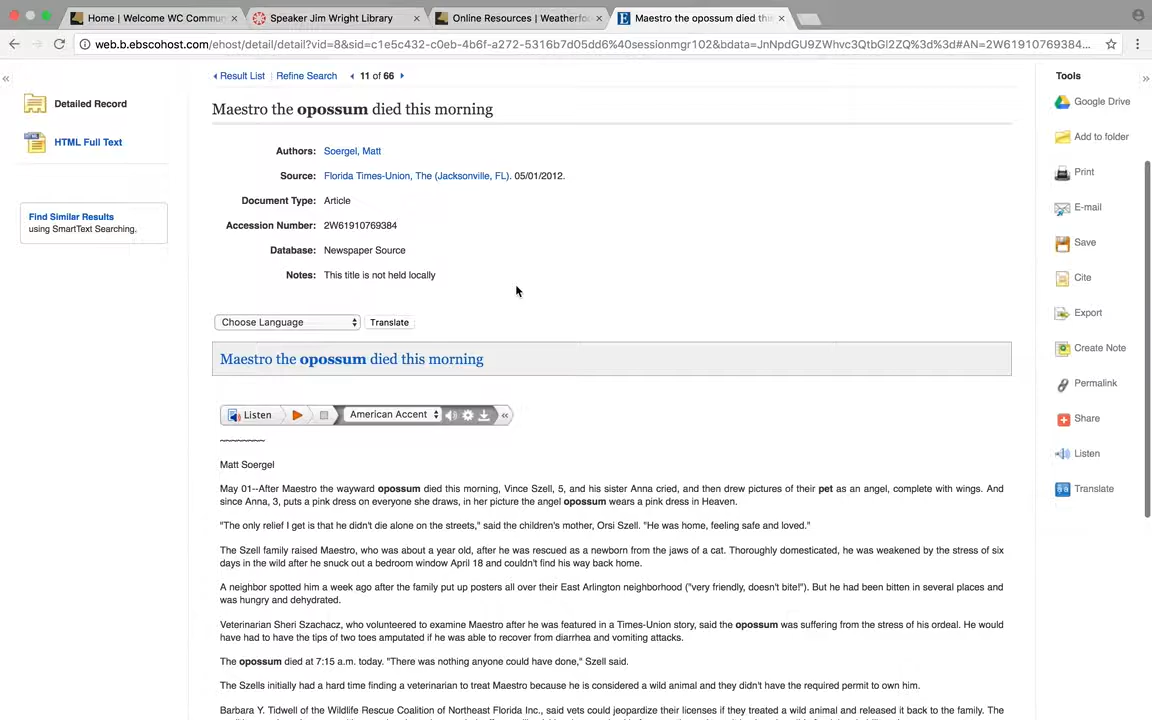 Home | Welcome WC Commun
Speaker Jim Wright Library
Online Resources | Weatherfo
Maestro the opossum died this
web.b.ebscohost.com/ehost/detail/detail?vid=8&sid=c1e5c432-c0eb-4b6f-a272-5316b7d05dd6%40sessionmgr102&bdata=JnNpdGU9ZWhvc3QtbGl2ZQ%3d%3d#AN=2W61910769384...
Result List | Refine Search 11 of 66
Tools
Detailed Record
HTML Full Text
Find Similar Results
using SmartText Searching.
Maestro the opossum died this morning
Authors: Soergel, Matt
Source: Florida Times-Union, The (Jacksonville, FL). 05/01/2012.
Document Type: Article
Accession Number: 2W61910769384
Database: Newspaper Source
Notes: This title is not held locally
Choose Language Translate
Maestro the opossum died this morning
Listen American Accent
~~~~~~~~
Matt Soergel
May 01--After Maestro the wayward opossum died this morning, Vince Szell, 5, and his sister Anna cried, and then drew pictures of their pet as an angel, complete with wings. And
since Anna, 3, puts a pink dress on everyone she draws, in her picture the angel opossum wears a pink dress in Heaven.
"The only relief I get is that he didn't die alone on the streets," said the children's mother, Orsi Szell. "He was home, feeling safe and loved."
The Szell family raised Maestro, who was about a year old, after he was rescued as a newborn from the jaws of a cat. Thoroughly domesticated, he was weakened by the stress of six
days in the wild after he snuck out a bedroom window April 18 and couldn't find his way back home.
A neighbor spotted him a week ago after the family put up posters all over their East Arlington neighborhood ("very friendly, doesn't bite!"). But he had been bitten in several places and
was hungry and dehydrated.
Veterinarian Sheri Szachacz, who volunteered to examine Maestro after he was featured in a Times-Union story, said the opossum was suffering from the stress of his ordeal. He would
have had to have the tips of two toes amputated if he was able to recover from diarrhea and vomiting attacks.
The opossum died at 7:15 a.m. today. "There was nothing anyone could have done," Szell said.
The Szells initially had a hard time finding a veterinarian to treat Maestro because he is considered a wild animal and they didn't have the required permit to own him.
Barbara Y. Tidwell of the Wildlife Rescue Coalition of Northeast Florida Inc., said vets could jeopardize their licenses if they treated a wild animal and released it back to the family. The
Google Drive
Add to folder
Print
E-mail
Save
Cite
Export
Create Note
Permalink
Share
Listen
Translate